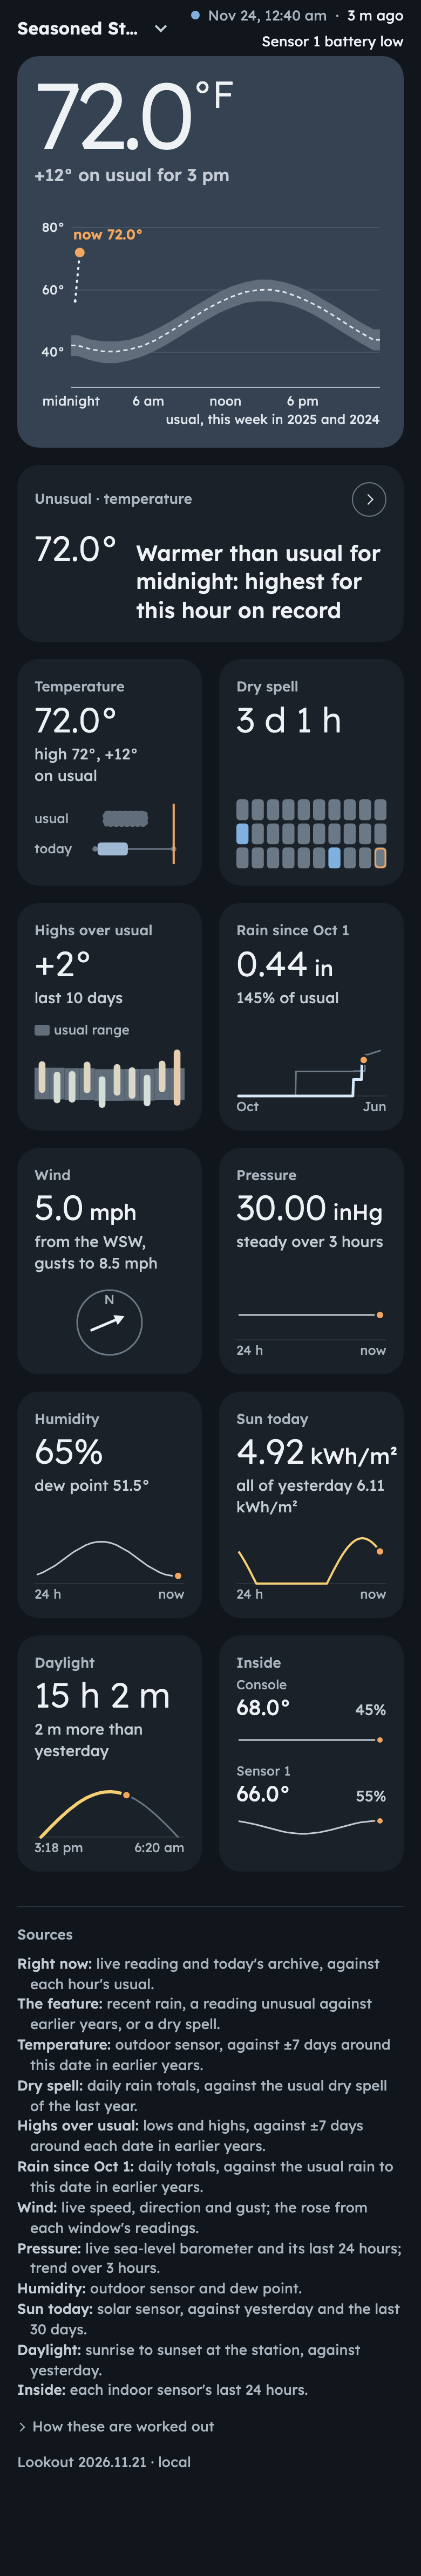 Seasoned St…
Nov 24, 12:40 am · 3 m ago
Sensor 1 battery low
72.0°F
+12° on usual for 3 pm
80°
now 72.0°
60°
40°
midnight 6 am noon 6 pm
usual, this week in 2025 and 2024
Unusual · temperature
72.0°
Warmer than usual for
midnight: highest for
this hour on record
Temperature
72.0°
high 72°, +12°
on usual
usual
today
Dry spell
3 d 1 h
Highs over usual
+2°
last 10 days
usual range
Rain since Oct 1
0.44 in
145% of usual
Oct Jun
Wind
5.0 mph
from the WSW,
gusts to 8.5 mph
N
Pressure
30.00 inHg
steady over 3 hours
24 h now
Humidity
65%
dew point 51.5°
24 h now
Sun today
4.92 kWh/m²
all of yesterday 6.11
kWh/m²
24 h now
Daylight
15 h 2 m
2 m more than
yesterday
3:18 pm 6:20 am
Inside
Console
68.0° 45%
Sensor 1
66.0° 55%
Sources
Right now: live reading and today's archive, against
each hour's usual.
The feature: recent rain, a reading unusual against
earlier years, or a dry spell.
Temperature: outdoor sensor, against ±7 days around
this date in earlier years.
Dry spell: daily rain totals, against the usual dry spell
of the last year.
Highs over usual: lows and highs, against ±7 days
around each date in earlier years.
Rain since Oct 1: daily totals, against the usual rain to
this date in earlier years.
Wind: live speed, direction and gust; the rose from
each window's readings.
Pressure: live sea-level barometer and its last 24 hours;
trend over 3 hours.
Humidity: outdoor sensor and dew point.
Sun today: solar sensor, against yesterday and the last
30 days.
Daylight: sunrise to sunset at the station, against
yesterday.
Inside: each indoor sensor's last 24 hours.
How these are worked out
Lookout 2026.11.21 · local